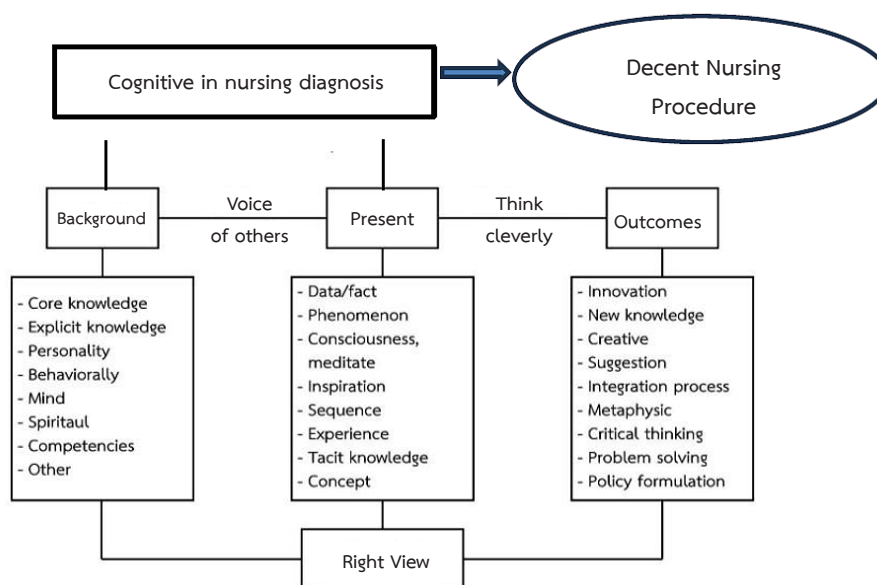 Cognitive in nursing diagnosis
Decent Nursing
Procedure
Background
Voice
of others
Present
Think
cleverly
Outcomes
- Core knowledge
- Explicit knowledge
- Personality
- Behaviorally
- Mind
- Spiritaul
- Competencies
- Other
- Data/fact
- Phenomenon
- Consciousness,
meditate
- Inspiration
- Sequence
- Experience
- Tacit knowledge
- Concept
- Innovation
- New knowledge
- Creative
- Suggestion
- Integration process
- Metaphysic
- Critical thinking
- Problem solving
- Policy formulation
Right View